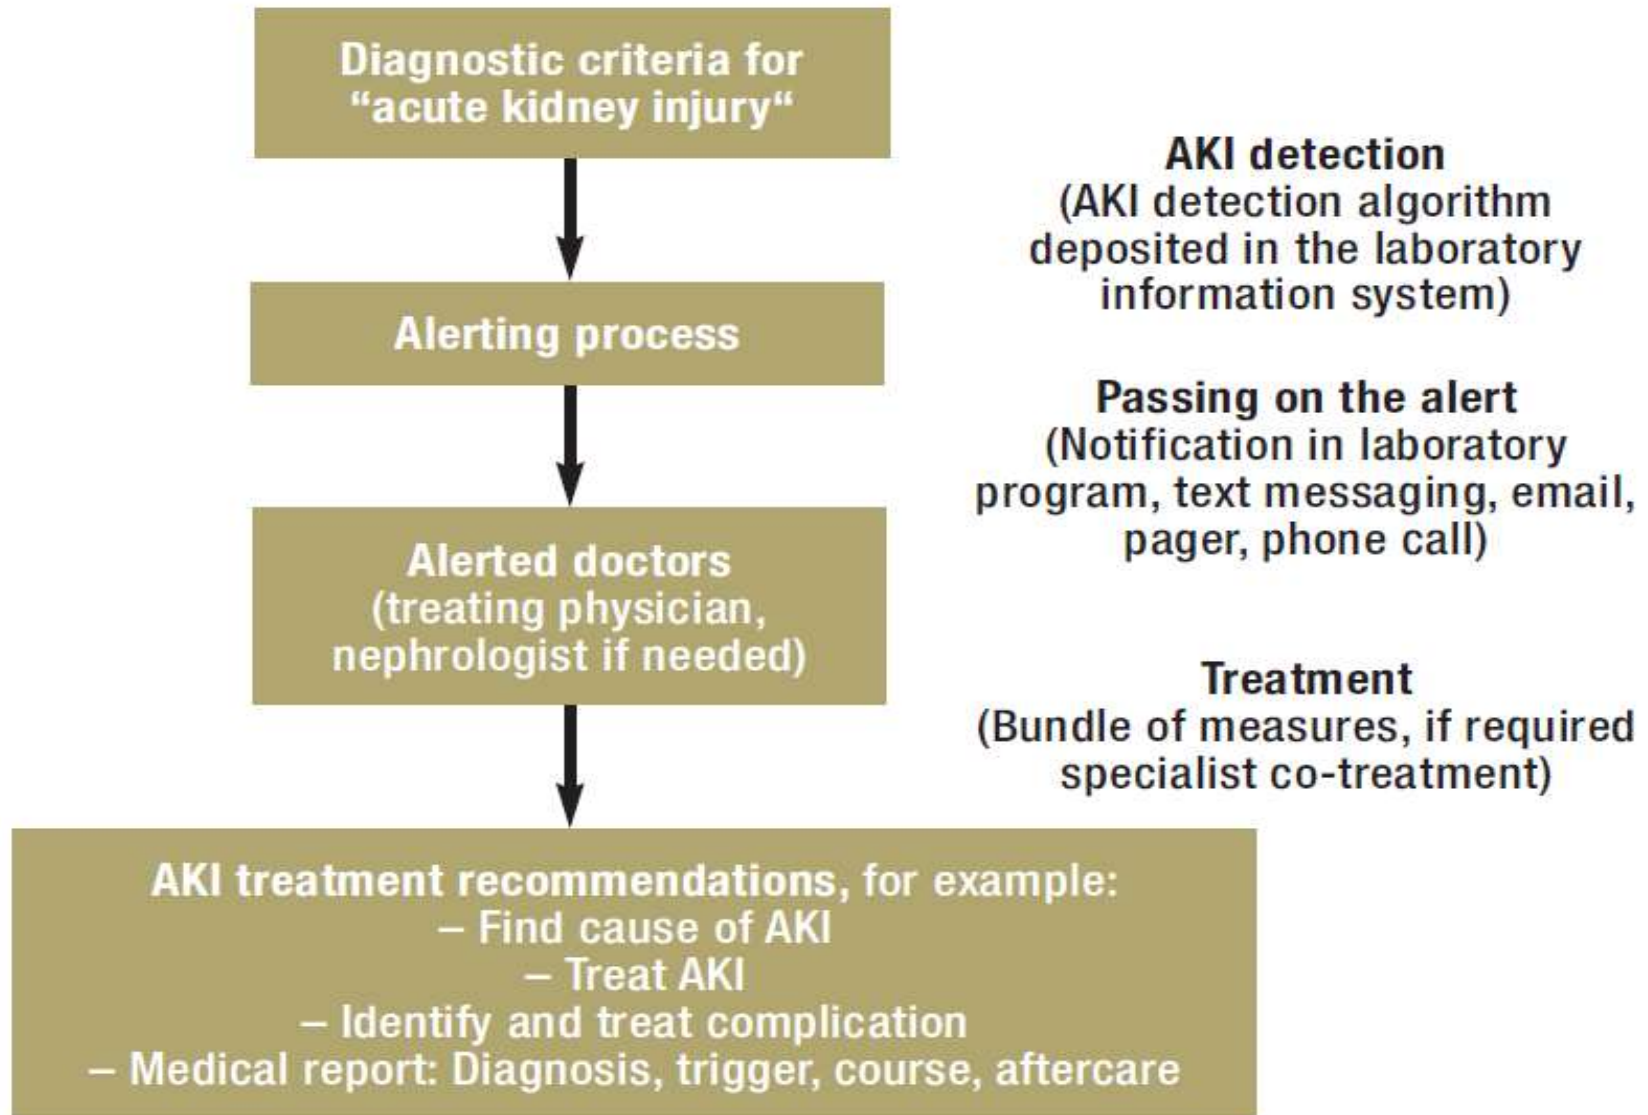 Diagnostic criteria for
“acute kidney injury“
AKI detection
(AKI detection algorithm
deposited in the laboratory
information system)
Alerting process
Passing on the alert
(Notification in laboratory
program, text messaging, email,
pager, phone call)
Alerted doctors
(treating physician,
nephrologist if needed)
Treatment
(Bundle of measures, if required
specialist co-treatment)
AKI treatment recommendations, for example:
– Find cause of AKI
– Treat AKI
– Identify and treat complication
– Medical report: Diagnosis, trigger, course, aftercare